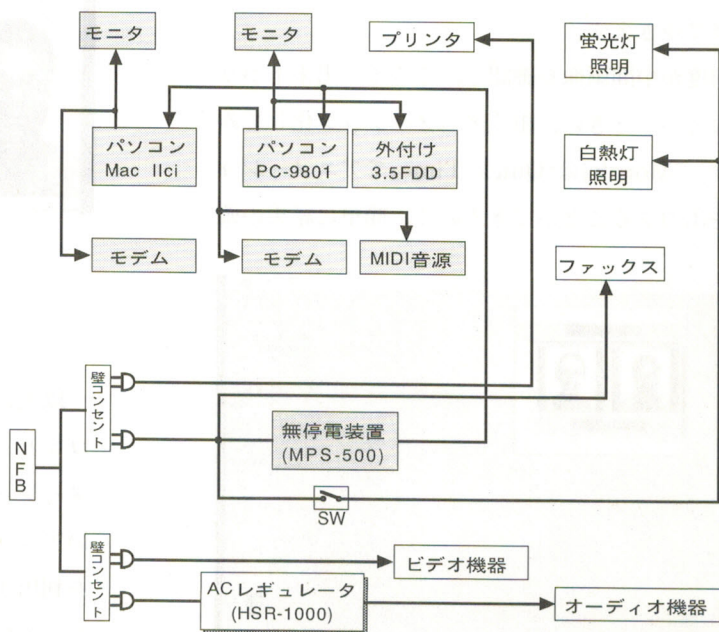 モニタ
モニタ
プリンタ
蛍光灯
照明
パソコン
Mac IIci
パソコン
PC-9801
外付け
3.5FDD
白熱灯
照明
モデム
モデム
MIDI音源
ファックス
壁コンセント
無停電装置
(MPS-500)
NFB
SW
壁コンセント
ビデオ機器
ACレギュレータ
(HSR-1000)
オーディオ機器